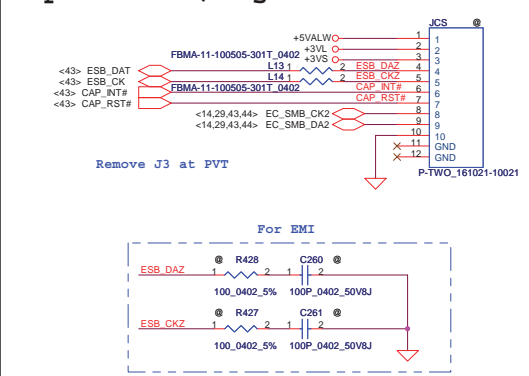 JCS @
+5VALW 1 1
+3VL 2 2
+3VS 3 3
FBMA-11-100505-301T_0402
<43> ESB_DAT L13 1 2 ESB_DAZ 4 4
<43> ESB_CK L14 1 2 ESB_CKZ 5 5
FBMA-11-100505-301T_0402
<43> CAP_INT# CAP_INT# 6 6
<43> CAP_RST# CAP_RST# 7 7
<14,29,43,44> EC_SMB_CK2 8 8
<14,29,43,44> EC_SMB_DA2 9 9
10 10
11 GND
12 GND
P-TWO_161021-10021
Remove J3 at PVT
For EMI
@ R428 C260 @
ESB_DAZ 1 2 1 2
100_0402_5% 100P_0402_50V8J
@ R427 C261 @
ESB_CKZ 1 2 1 2
100_0402_5% 100P_0402_50V8J